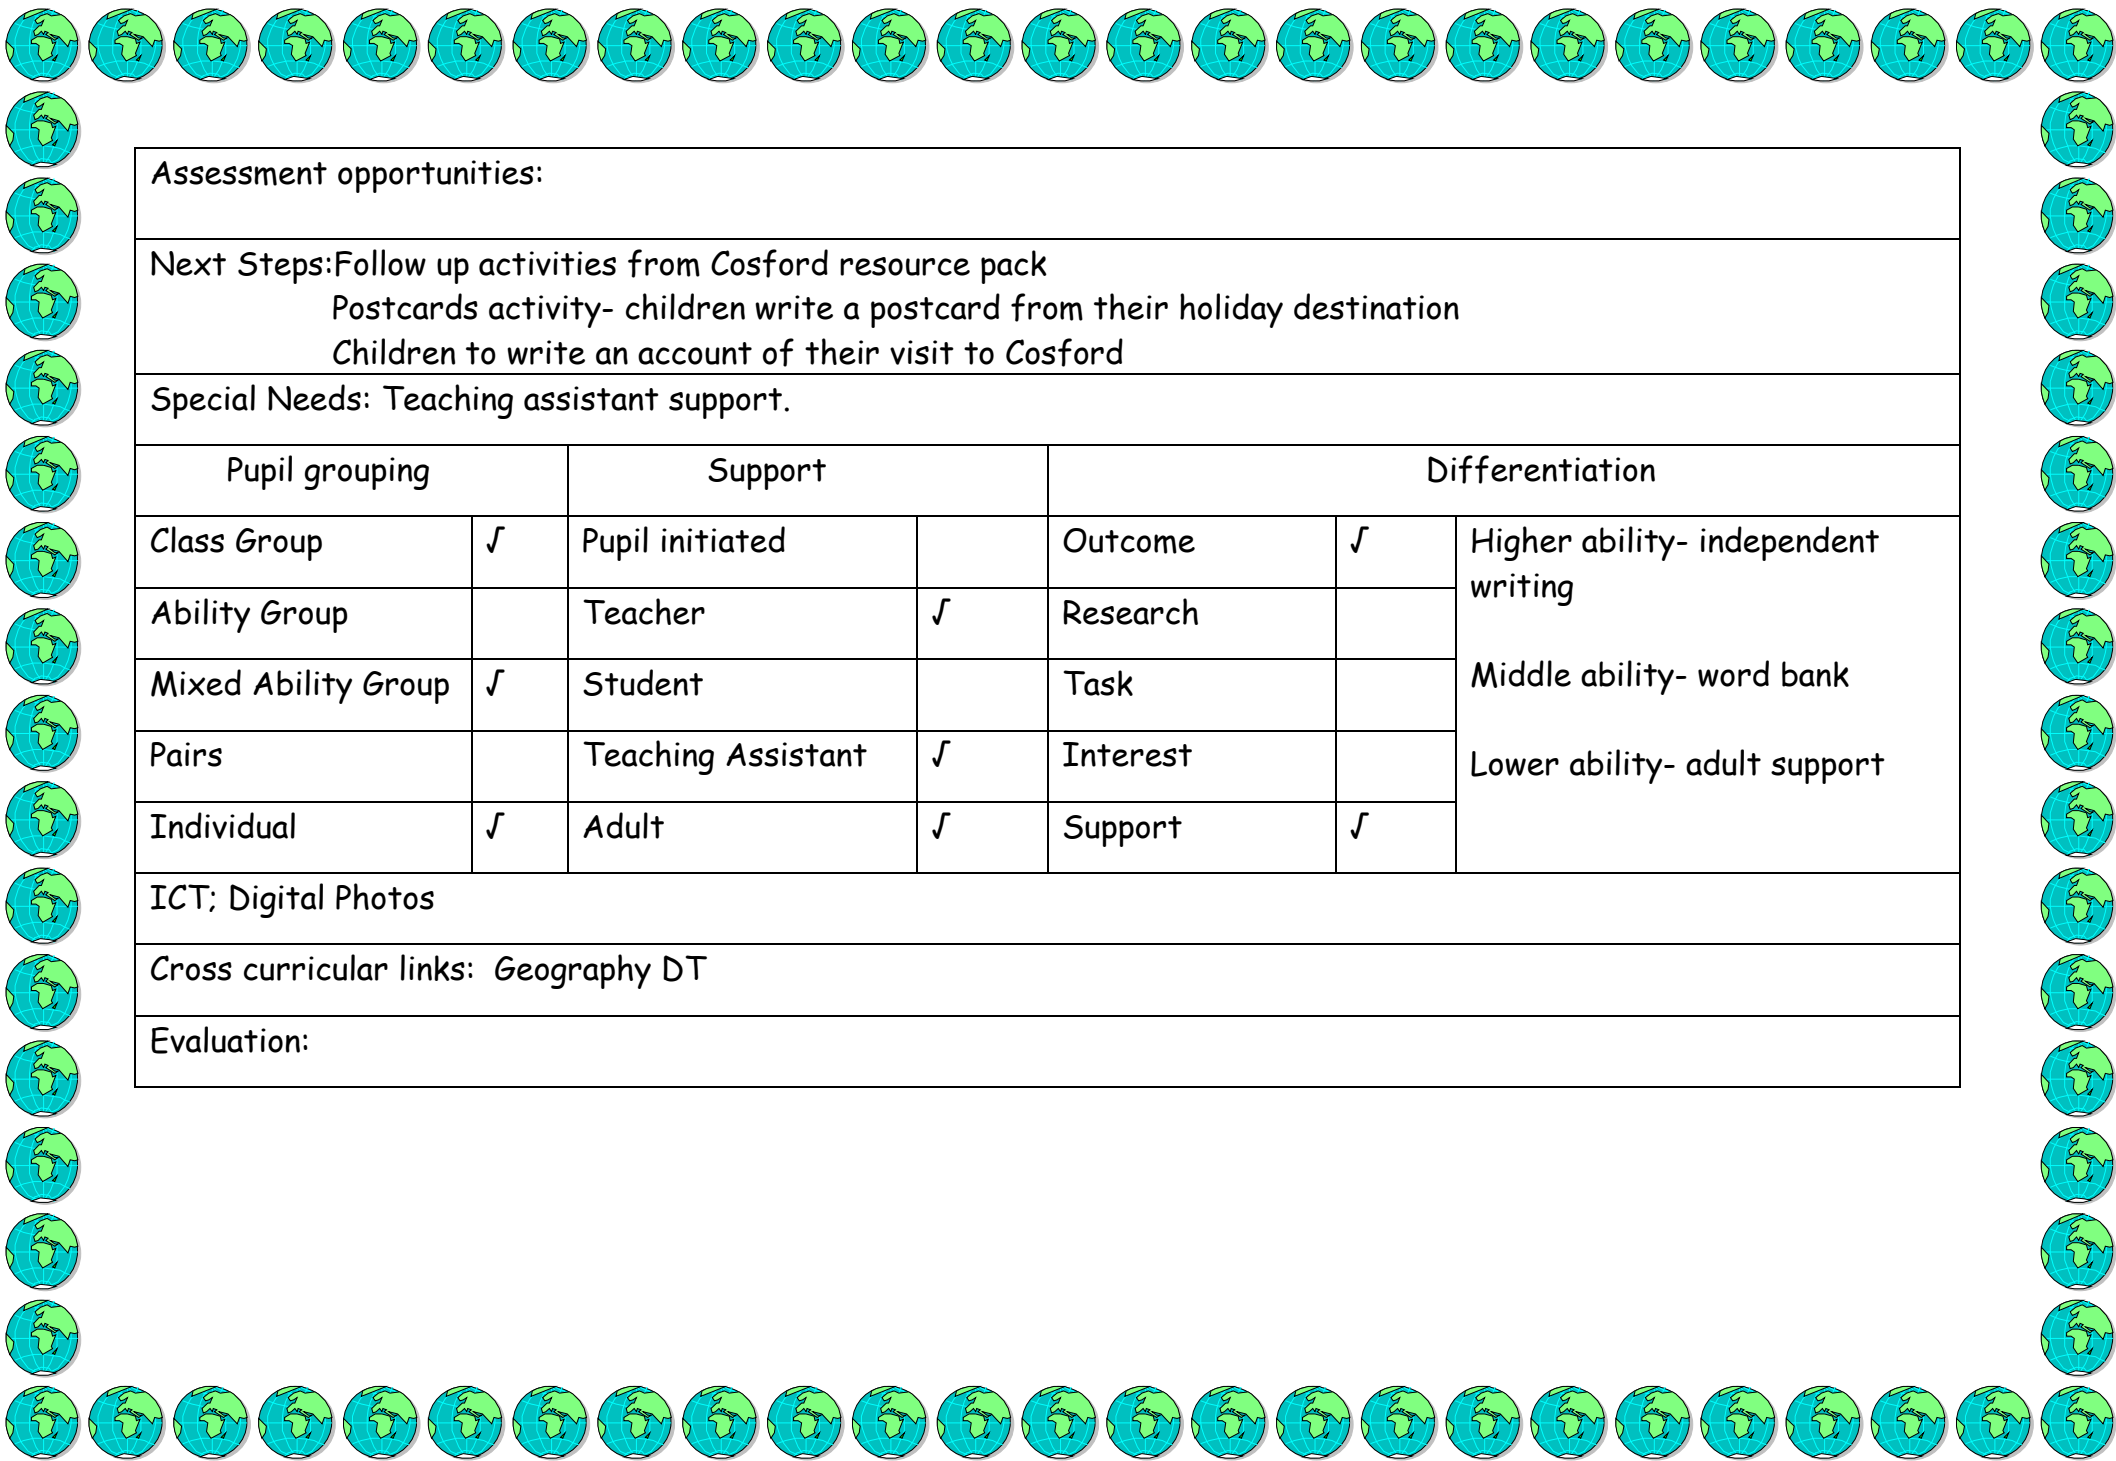 Assessment opportunities:
Next Steps:Follow up activities from Cosford resource pack
Postcards activity- children write a postcard from their holiday destination
Children to write an account of their visit to Cosford
Special Needs: Teaching assistant support.
Pupil grouping Support Differentiation
Class Group √ Pupil initiated Outcome √ Higher ability- independent
writing
Ability Group Teacher √ Research
Mixed Ability Group √ Student Task Middle ability- word bank
Pairs Teaching Assistant √ Interest Lower ability- adult support
Individual √ Adult √ Support √
ICT; Digital Photos
Cross curricular links: Geography DT
Evaluation: